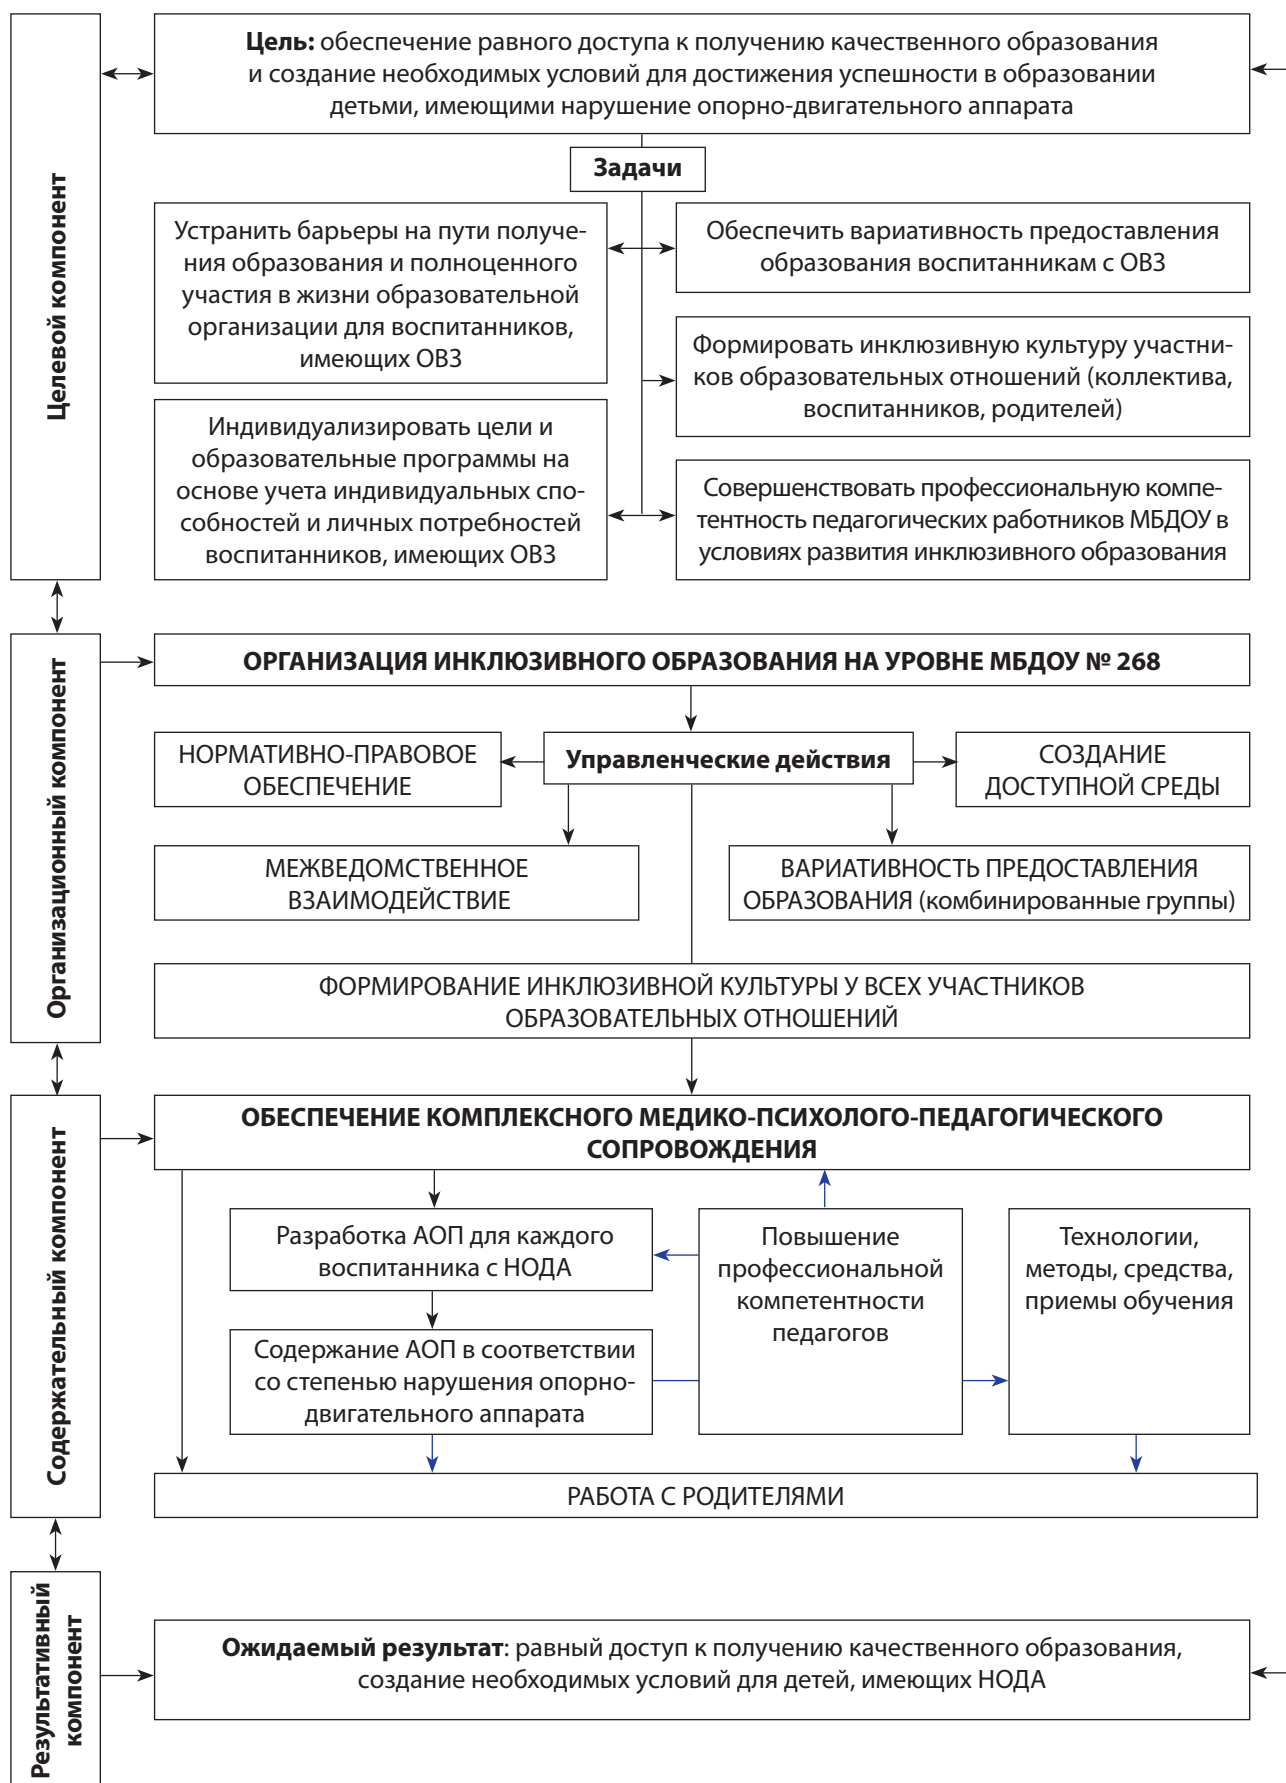 Целевой компонент
Цель: обеспечение равного доступа к получению качественного образования
и создание необходимых условий для достижения успешности в образовании
детьми, имеющими нарушение опорно-двигательного аппарата
Задачи
Устранить барьеры на пути получе-
ния образования и полноценного
участия в жизни образовательной
организации для воспитанников,
имеющих ОВЗ
Обеспечить вариативность предоставления
образования воспитанникам с ОВЗ
Формировать инклюзивную культуру участни-
ков образовательных отношений (коллектива,
воспитанников, родителей)
Индивидуализировать цели и
образовательные программы на
основе учета индивидуальных спо-
собностей и личных потребностей
воспитанников, имеющих ОВЗ
Совершенствовать профессиональную компе-
тентность педагогических работников МБДОУ в
условиях развития инклюзивного образования
Организационный компонент
ОРГАНИЗАЦИЯ ИНКЛЮЗИВНОГО ОБРАЗОВАНИЯ НА УРОВНЕ МБДОУ № 268
НОРМАТИВНО-ПРАВОВОЕ
ОБЕСПЕЧЕНИЕ
Управленческие действия
СОЗДАНИЕ
ДОСТУПНОЙ СРЕДЫ
МЕЖВЕДОМСТВЕННОЕ
ВЗАИМОДЕЙСТВИЕ
ВАРИАТИВНОСТЬ ПРЕДОСТАВЛЕНИЯ
ОБРАЗОВАНИЯ (комбинированные группы)
ФОРМИРОВАНИЕ ИНКЛЮЗИВНОЙ КУЛЬТУРЫ У ВСЕХ УЧАСТНИКОВ
ОБРАЗОВАТЕЛЬНЫХ ОТНОШЕНИЙ
Содержательный компонент
ОБЕСПЕЧЕНИЕ КОМПЛЕКСНОГО МЕДИКО-ПСИХОЛОГО-ПЕДАГОГИЧЕСКОГО
СОПРОВОЖДЕНИЯ
Разработка АОП для каждого
воспитанника с НОДА
Содержание АОП в соответствии
со степенью нарушения опорно-
двигательного аппарата
Повышение
профессиональной
компетентности
педагогов
Технологии,
методы, средства,
приемы обучения
РАБОТА С РОДИТЕЛЯМИ
Результативный
компонент
Ожидаемый результат: равный доступ к получению качественного образования,
создание необходимых условий для детей, имеющих НОДА